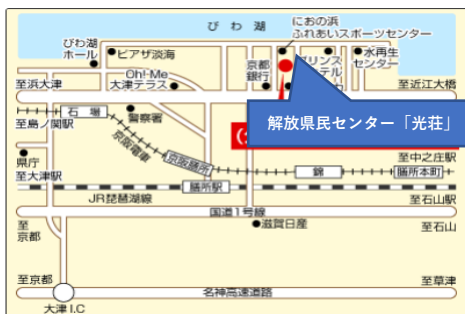 びわ湖
におの浜
ふれあいスポーツセンター
びわ湖
ホール
ピアザ淡海
京都
銀行
水再生
センター
Oh!Me
大津テラス
至浜大津
至近江大橋
解放県民センター「光荘」
石場
警察署
至島ノ関駅
京阪電車
京阪膳所
県庁
至大津駅
錦
膳所本町
至中之庄駅
膳所駅
JR琵琶湖線
至石山駅
国道1号線
至
京都
滋賀日産
至石山
至京都
名神高速道路
至草津
大津I.C